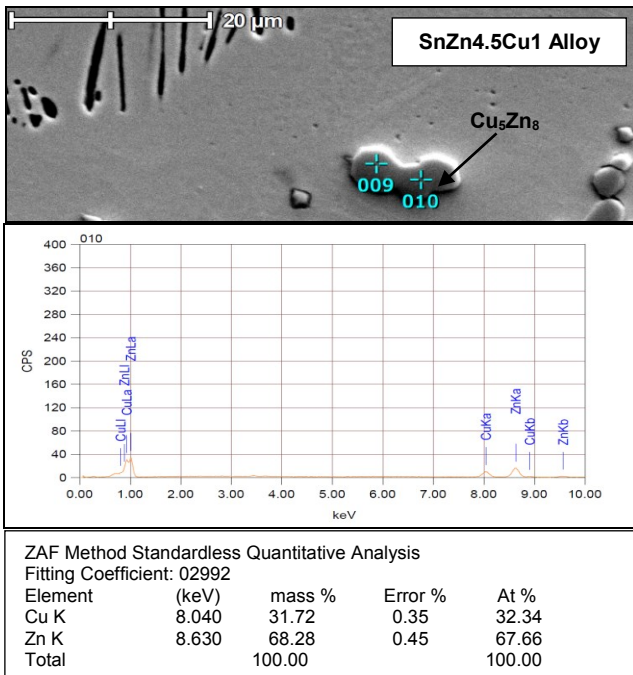 20 µm
SnZn4.5Cu1 Alloy
Cu₅Zn₈
009
010
010
400
360
320
280
240
200
160
120
80
40
0
CPS
CuLl
CuLa
ZnLl
ZnLa
CuKa
ZnKa
CuKb
ZnKb
0.00 1.00 2.00 3.00 4.00 5.00 6.00 7.00 8.00 9.00 10.00
keV
ZAF Method Standardless Quantitative Analysis
Fitting Coefficient: 02992
Element (keV) mass % Error % At %
Cu K 8.040 31.72 0.35 32.34
Zn K 8.630 68.28 0.45 67.66
Total 100.00 100.00